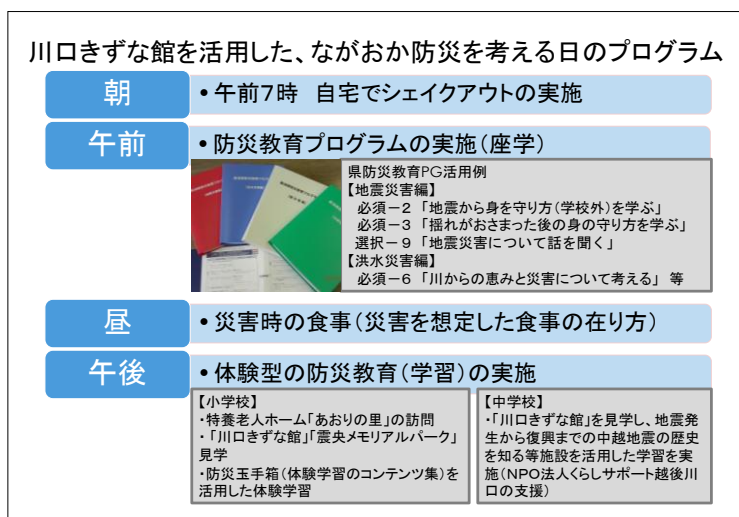 川口きずな館を活用した、ながおか防災を考える日のプログラム
朝
•午前7時　自宅でシェイクアウトの実施
午前
•防災教育プログラムの実施(座学)
県防災教育PG活用例
【地震災害編】
必須－2「地震から身を守り方(学校外)を学ぶ」
必須－3「揺れがおさまった後の身の守り方を学ぶ」
選択－9「地震災害について話を聞く」
【洪水災害編】
必須－6「川からの恵みと災害について考える」 等
昼
•災害時の食事(災害を想定した食事の在り方)
午後
•体験型の防災教育(学習)の実施
【小学校】
・特養老人ホーム「あおりの里」の訪問
・「川口きずな館」「震央メモリアルパーク」
見学
・防災玉手箱(体験学習のコンテンツ集)を
活用した体験学習
【中学校】
・「川口きずな館」を見学し、地震発
生から復興までの中越地震の歴史
を知る等施設を活用した学習を実
施(NPO法人くらしサポート越後川
口の支援)